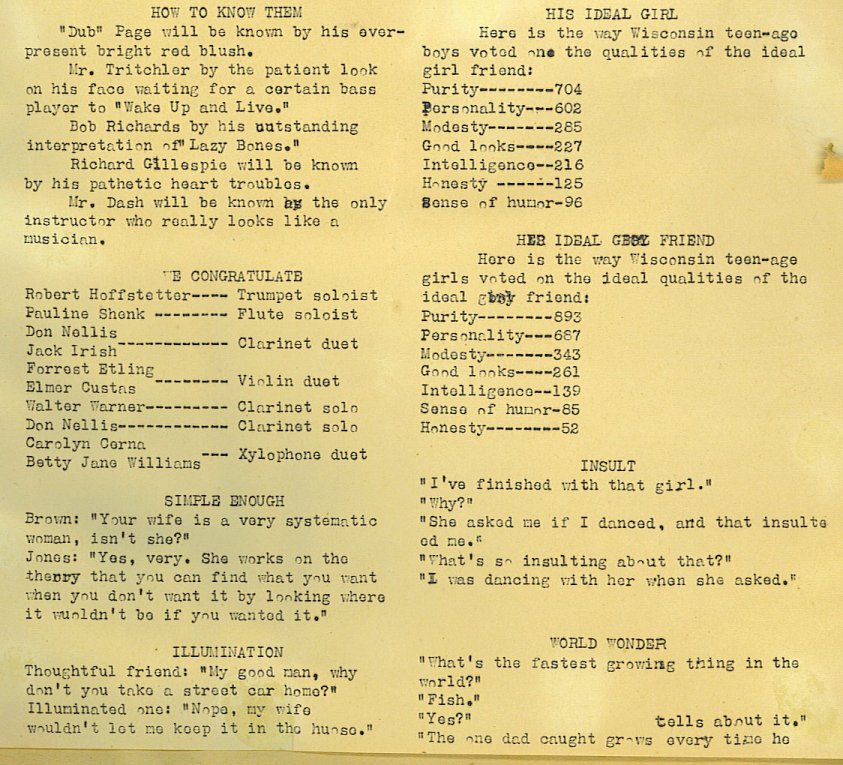 HOW TO KNOW THEM
"Dub" Page will be known by his ever-
present bright red blush.
Mr. Tritchler by the patient look
on his face waiting for a certain bass
player to "Wake Up and Live."
Bob Richards by his outstanding
interpretation of" Lazy Bones."
Richard Gillespie will be known
by his pathetic heart troubles.
Mr. Dash will be known as the only
instructor who really looks like a
musician.
WE CONGRATULATE
Robert Hoffstetter---- Trumpet soloist
Pauline Shenk -------- Flute soloist
Don Nellis
Jack Irish------------ Clarinet duet
Forrest Etling
Elmer Custas -------- Violin duet
Walter Warner--------- Clarinet solo
Don Nellis------------ Clarinet solo
Carolyn Cerna
Betty Jane Williams--- Xylophone duet
SIMPLE ENOUGH
Brown: "Your wife is a very systematic
woman, isn't she?"
Jones: "Yes, very. She works on the
theory that you can find what you want
when you don't want it by looking where
it wuoldn't be if you wanted it."
ILLUMINATION
Thoughtful friend: "My good man, why
don't you take a street car home?"
Illuminated one: "Nope, my wife
wouldn't let me keep it in the huose."
HIS IDEAL GIRL
Here is the way Wisconsin teen-age
boys voted one the qualities of the ideal
girl friend:
Purity--------704
Personality---602
Modesty-------285
Good looks----227
Intelligence--216
Honesty ------125
Sense of humor-96
HER IDEAL BOY FRIEND
Here is the way Wisconsin teen-age
girls voted on the ideal qualities of the
ideal boy friend:
Purity--------893
Personality---687
Modesty-------343
Good looks----261
Intelligence--139
Sense of humor-85
Honesty--------52
INSULT
"I've finished with that girl."
"Why?"
"She asked me if I danced, and that insulte
ed me."
"What's so insulting about that?"
"I was dancing with her when she asked."
WORLD WONDER
"What's the fastest growing thing in the
world?"
"Fish."
"Yes?" tells about it."
"The one dad caught grows every time he